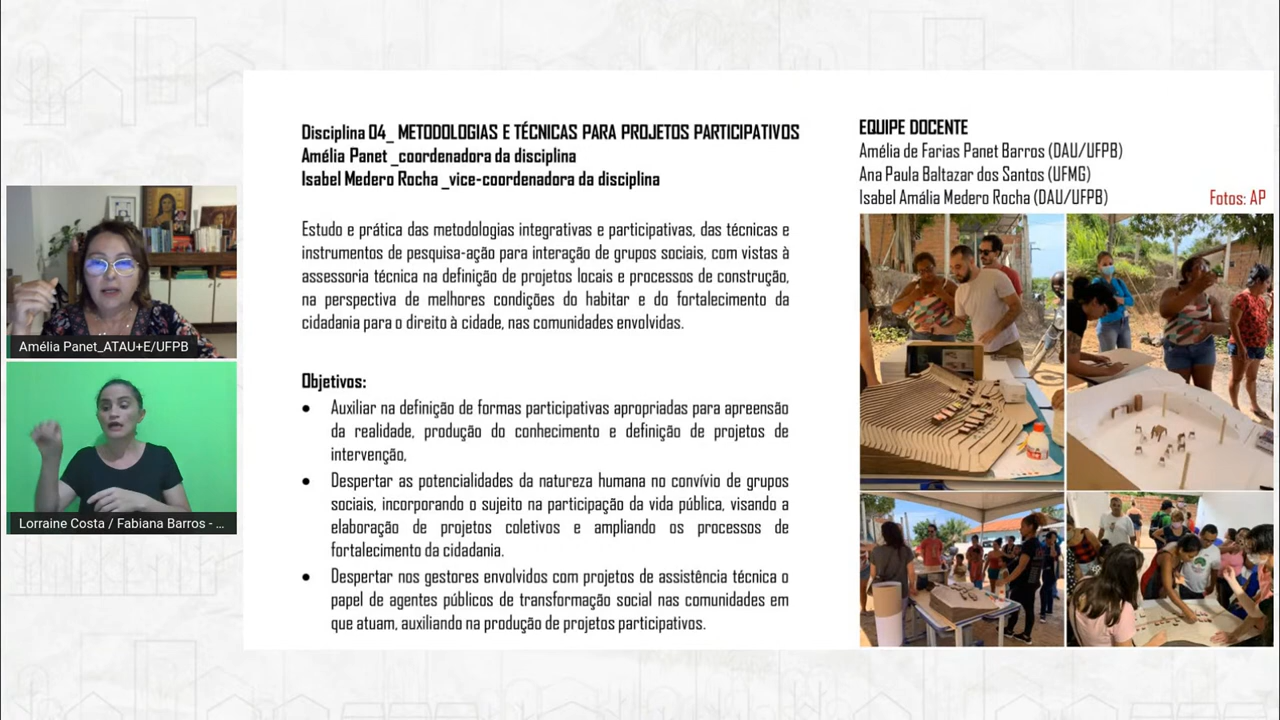 Disciplina 04_ METODOLOGIAS E TÉCNICAS PARA PROJETOS PARTICIPATIVOS
Amélia Panet _coordenadora da disciplina
Isabel Medero Rocha _vice-coordenadora da disciplina
Estudo e prática das metodologias integrativas e participativas, das técnicas e
instrumentos de pesquisa-ação para interação de grupos sociais, com vistas à
assessoria técnica na definição de projetos locais e processos de construção,
na perspectiva de melhores condições do habitar e do fortalecimento da
cidadania para o direito à cidade, nas comunidades envolvidas.
Objetivos:
• Auxiliar na definição de formas participativas apropriadas para apreensão
da realidade, produção do conhecimento e definição de projetos de
intervenção,
• Despertar as potencialidades da natureza humana no convívio de grupos
sociais, incorporando o sujeito na participação da vida pública, visando a
elaboração de projetos coletivos e ampliando os processos de
fortalecimento da cidadania.
• Despertar nos gestores envolvidos com projetos de assistência técnica o
papel de agentes públicos de transformação social nas comunidades em
que atuam, auxiliando na produção de projetos participativos.
EQUIPE DOCENTE
Amélia de Farias Panet Barros (DAU/UFPB)
Ana Paula Baltazar dos Santos (UFMG)
Isabel Amália Medero Rocha (DAU/UFPB)
Fotos: AP
Amélia Panet_ATAU+E/UFPB
Lorraine Costa / Fabiana Barros - ...